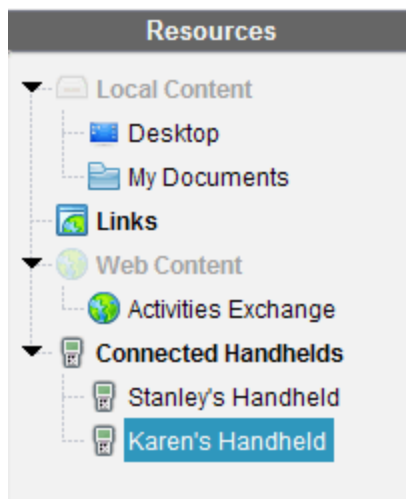 Resources
Local Content
Desktop
My Documents
Links
Web Content
Activities Exchange
Connected Handhelds
Stanley's Handheld
Karen's Handheld